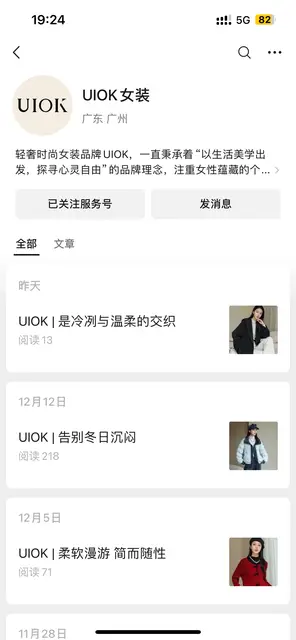 19:24
5G
82
UIOK
UIOK女装
广东 广州
轻奢时尚女装品牌UIOK，一直秉承着“以生活美学出
发，探寻心灵自由”的品牌理念，注重女性蕴藏的个...
已关注服务号
发消息
全部
文章
昨天
UIOK | 是冷冽与温柔的交织
阅读 13
12月12日
UIOK | 告别冬日沉闷
阅读 218
12月5日
UIOK | 柔软漫游 简而随性
阅读 71
11月28日